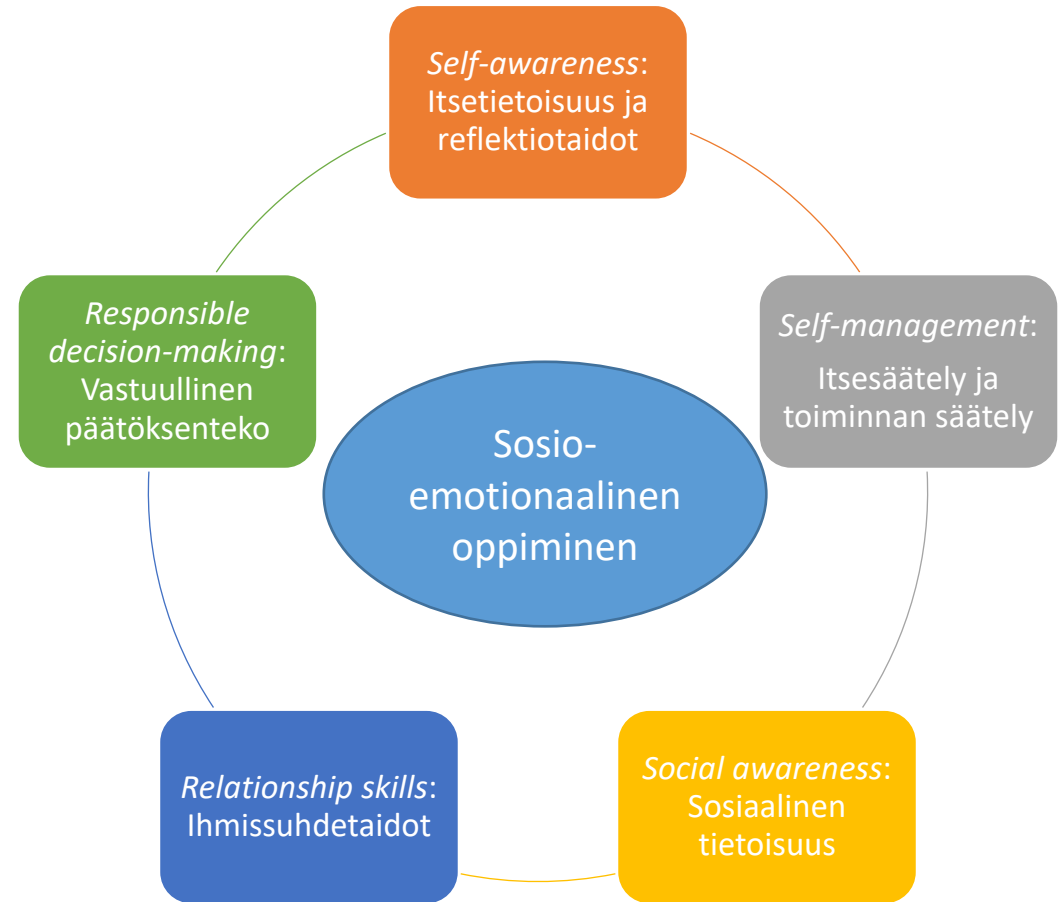 Self-awareness:
Itsetietoisuus ja
reflektiotaidot
Responsible
decision-making:
Vastuullinen
päätöksenteko
Self-management:
Itsesäätely ja
toiminnan säätely
Sosio-
emotionaalinen
oppiminen
Relationship skills:
Ihmissuhdetaidot
Social awareness:
Sosiaalinen
tietoisuus